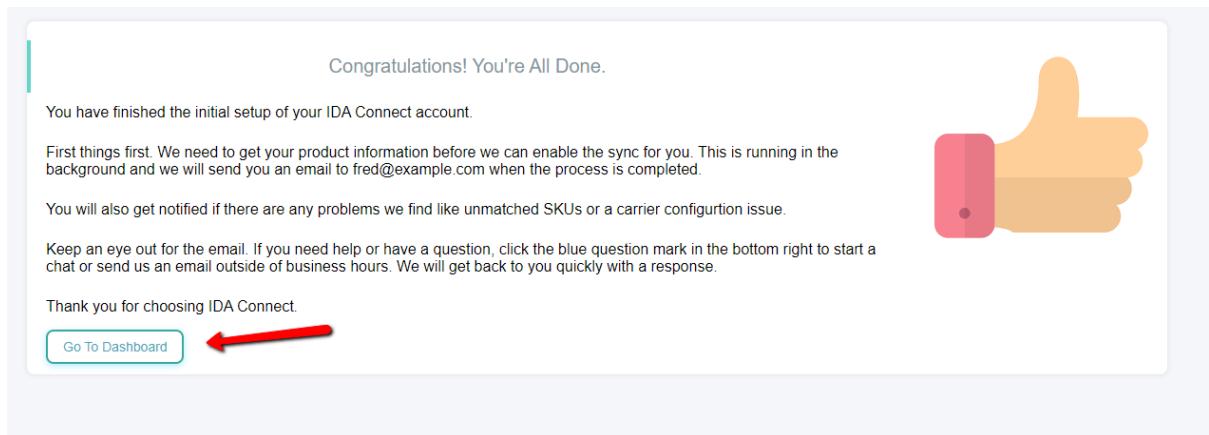 Congratulations! You're All Done.
You have finished the initial setup of your IDA Connect account.
First things first. We need to get your product information before we can enable the sync for you. This is running in the
background and we will send you an email to fred@example.com when the process is completed.
You will also get notified if there are any problems we find like unmatched SKUs or a carrier configurtion issue.
Keep an eye out for the email. If you need help or have a question, click the blue question mark in the bottom right to start a
chat or send us an email outside of business hours. We will get back to you quickly with a response.
Thank you for choosing IDA Connect.
Go To Dashboard